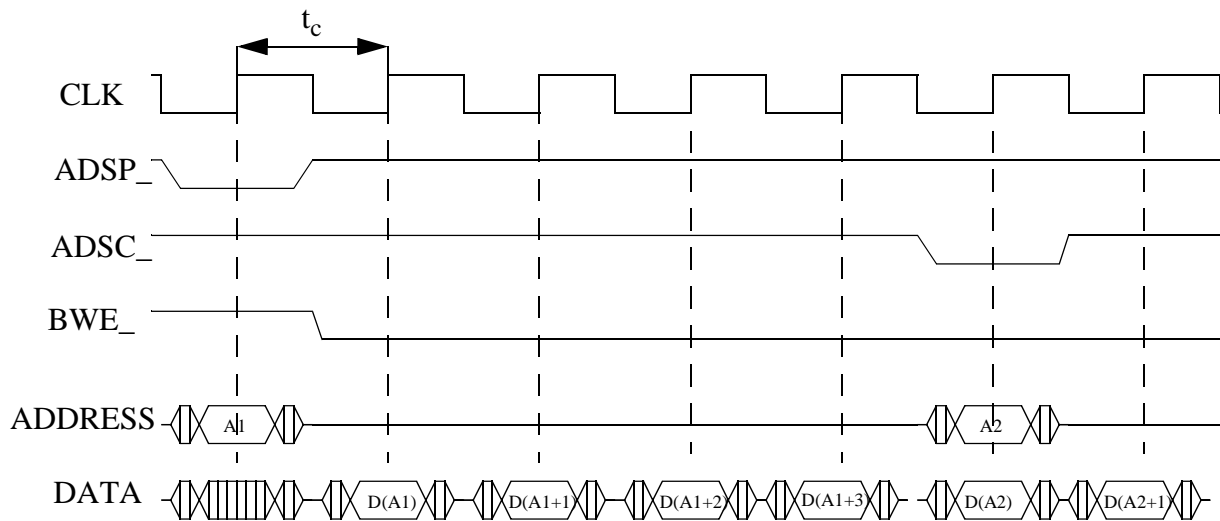 t_c
CLK
ADSP_
ADSC_
BWE_
ADDRESS A1 A2
DATA D(A1) D(A1+1) D(A1+2) D(A1+3) D(A2) D(A2+1)